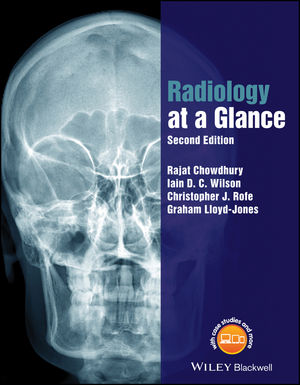 Radiology
at a Glance
Second Edition
Rajat Chowdhury
Iain D. C. Wilson
Christopher J. Rofe
Graham Lloyd-Jones
with case studies and more
WILEY Blackwell